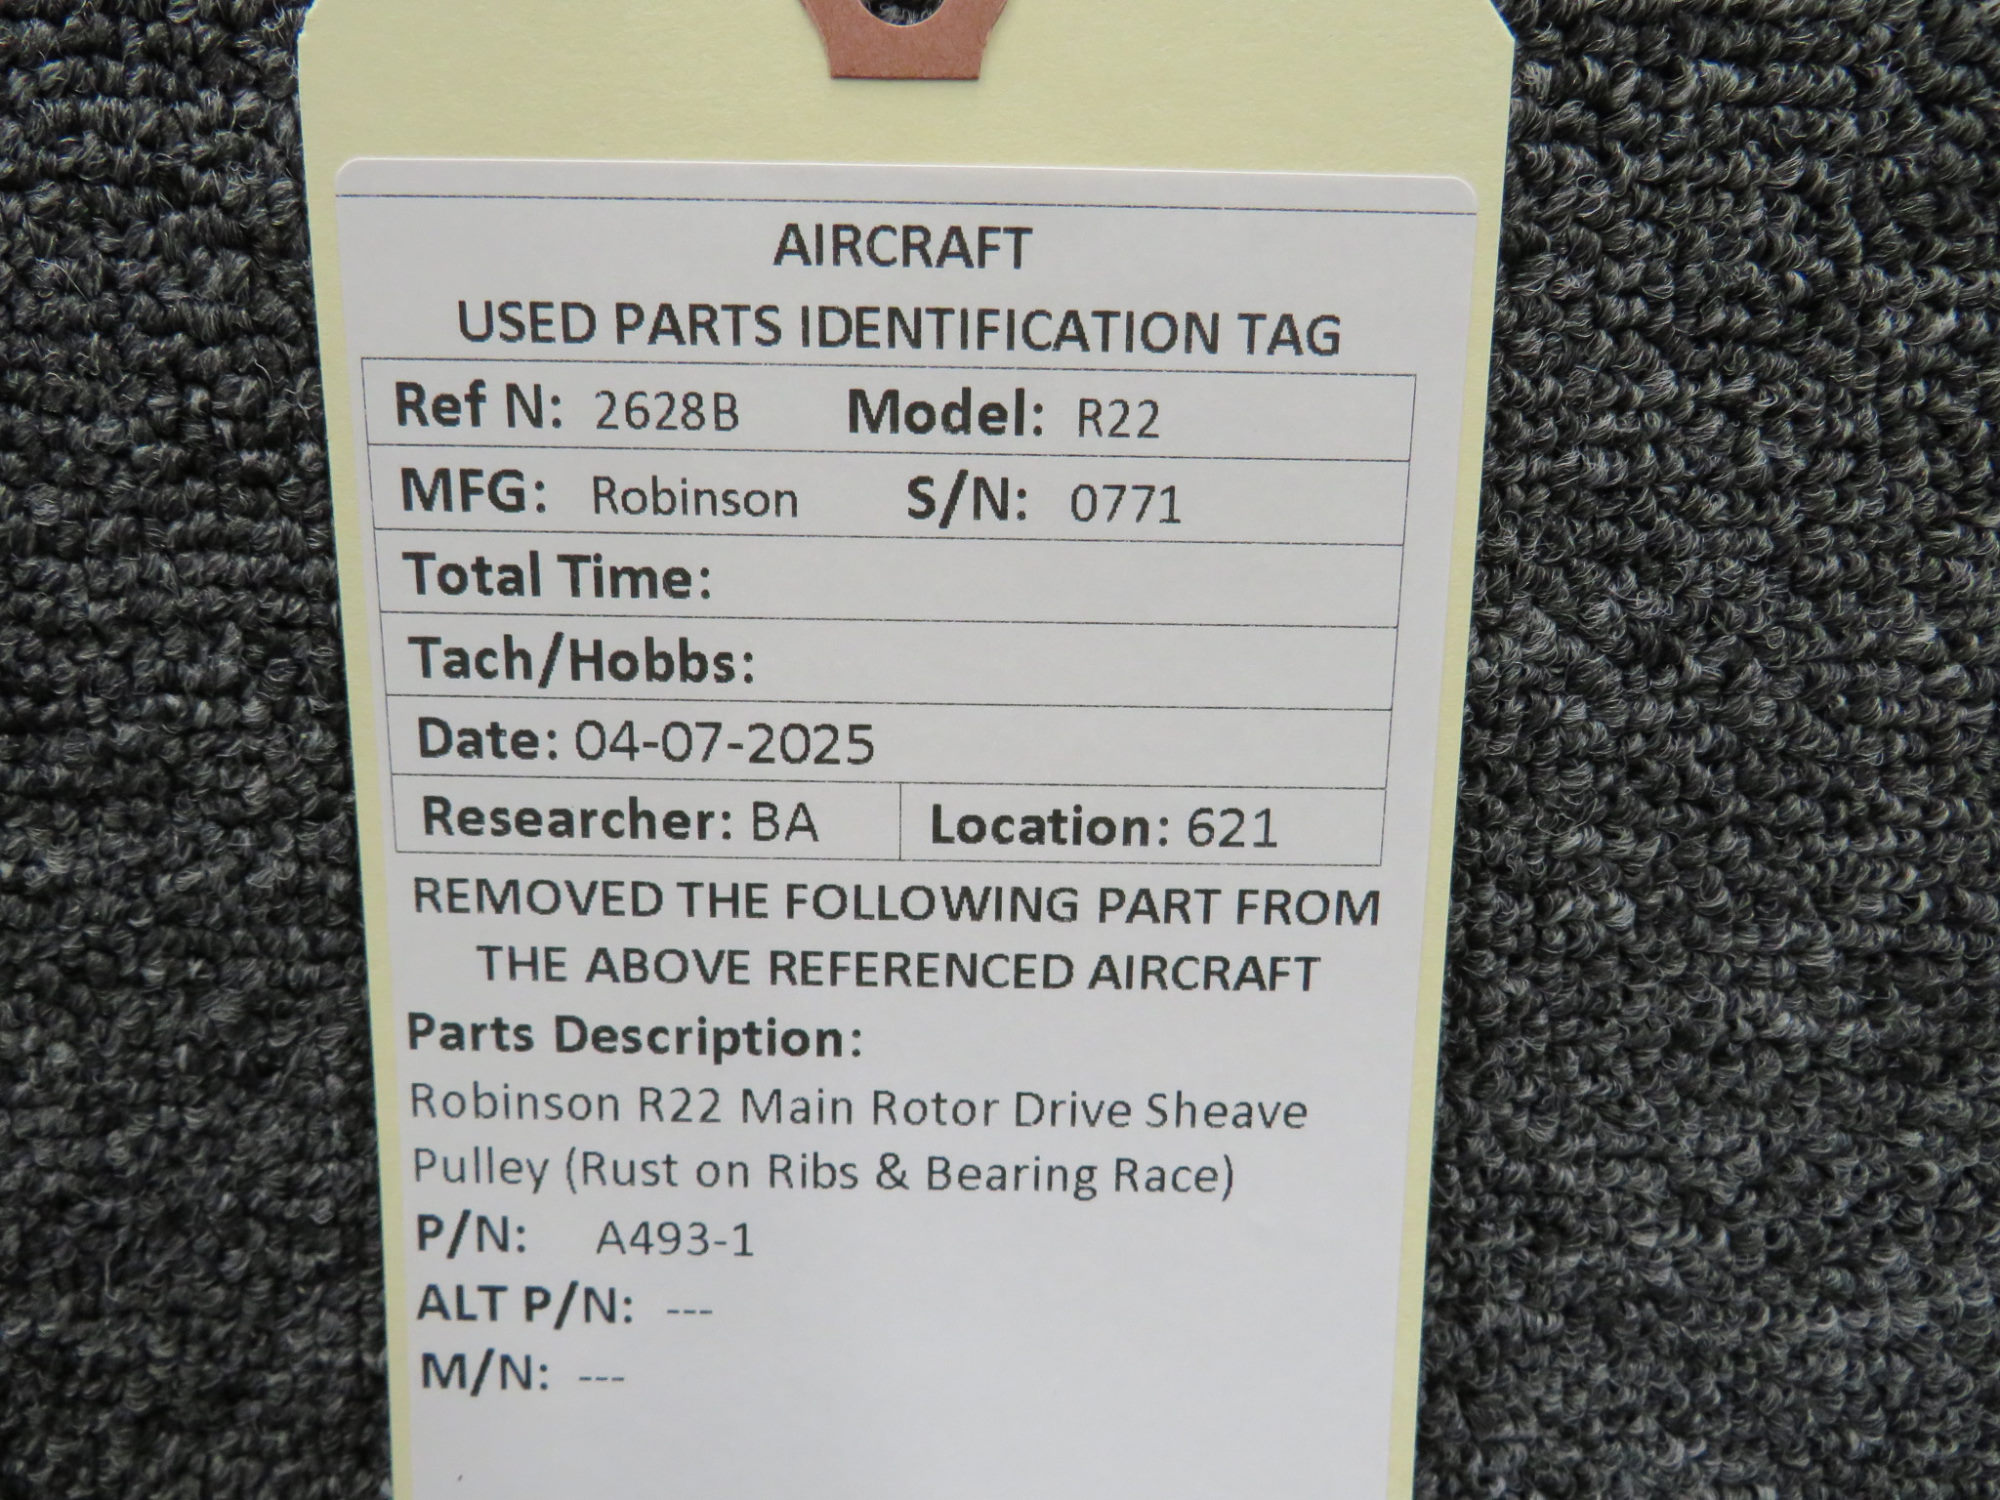 AIRCRAFT
USED PARTS IDENTIFICATION TAG
Ref N: 2628B Model: R22
MFG: Robinson S/N: 0771
Total Time:
Tach/Hobbs:
Date: 04-07-2025
Researcher: BA Location: 621
REMOVED THE FOLLOWING PART FROM
THE ABOVE REFERENCED AIRCRAFT
Parts Description:
Robinson R22 Main Rotor Drive Sheave
Pulley (Rust on Ribs & Bearing Race)
P/N: A493-1
ALT P/N: ---
M/N: ---